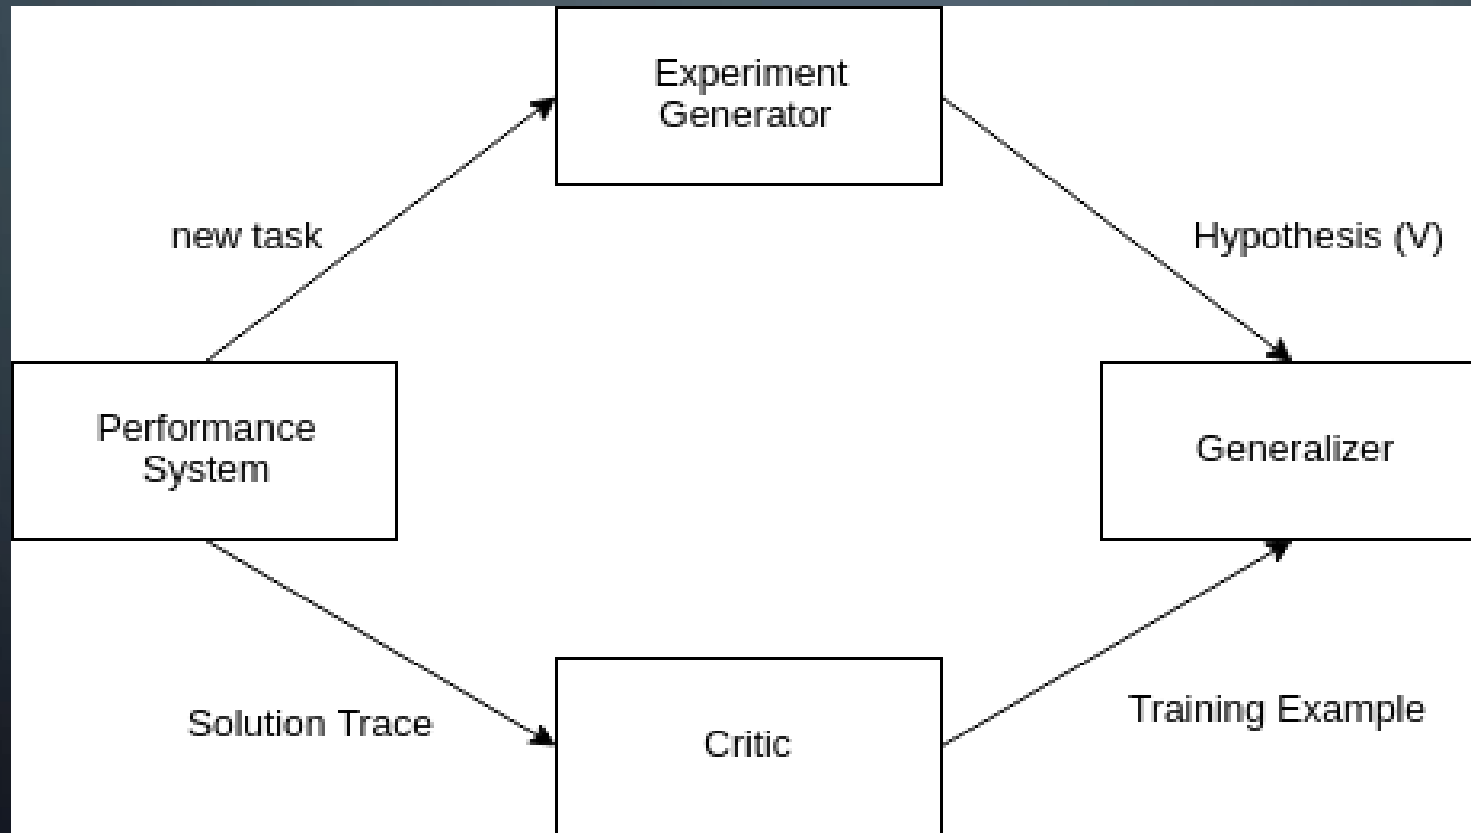 Experiment
Generator
new task
Hypothesis (V)
Performance
System
Generalizer
Solution Trace
Critic
Training Example